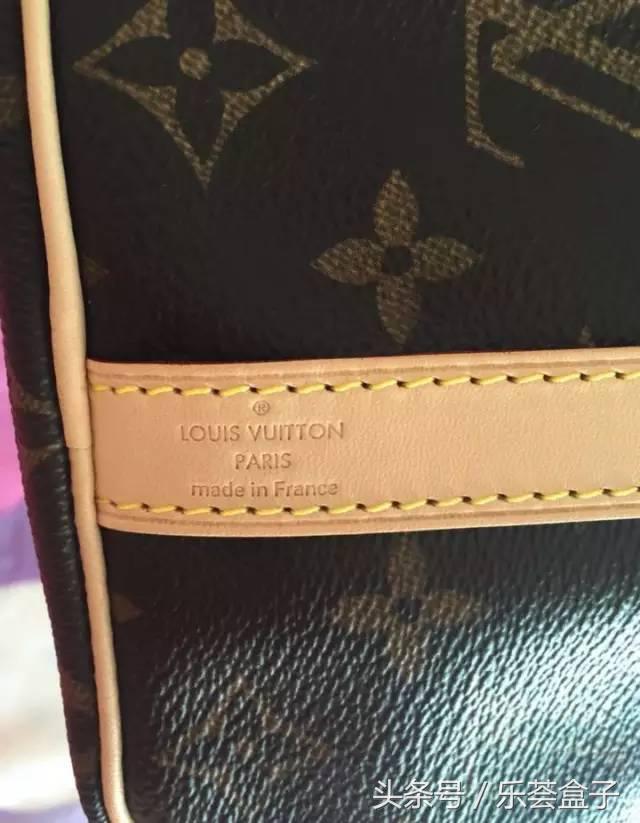 ®
LOUIS VUITTON
PARIS
made in France
头条号 / 乐荟盒子